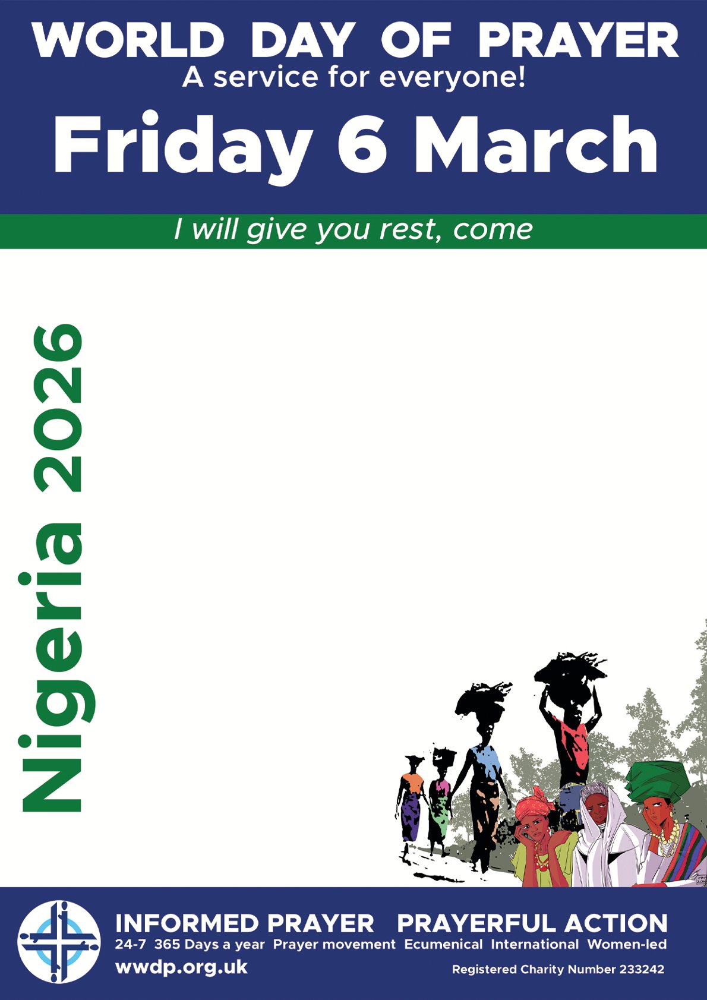 WORLD DAY OF PRAYER
A service for everyone!
Friday 6 March
I will give you rest, come
Nigeria 2026
INFORMED PRAYER PRAYERFUL ACTION
24-7 365 Days a year Prayer movement Ecumenical International Women-led
wwdp.org.uk
Registered Charity Number 233242